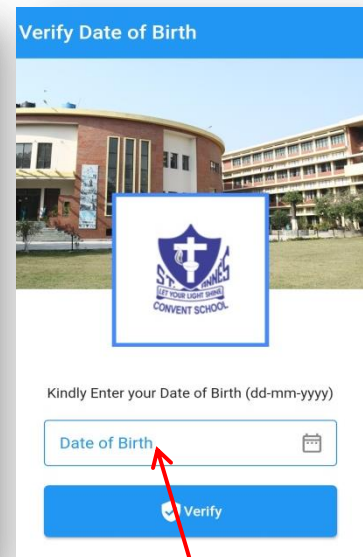 Verify Date of Birth
ST. ANNE'S
LET YOUR LIGHT SHINE
CONVENT SCHOOL
Kindly Enter your Date of Birth (dd-mm-yyyy)
Date of Birth
Verify